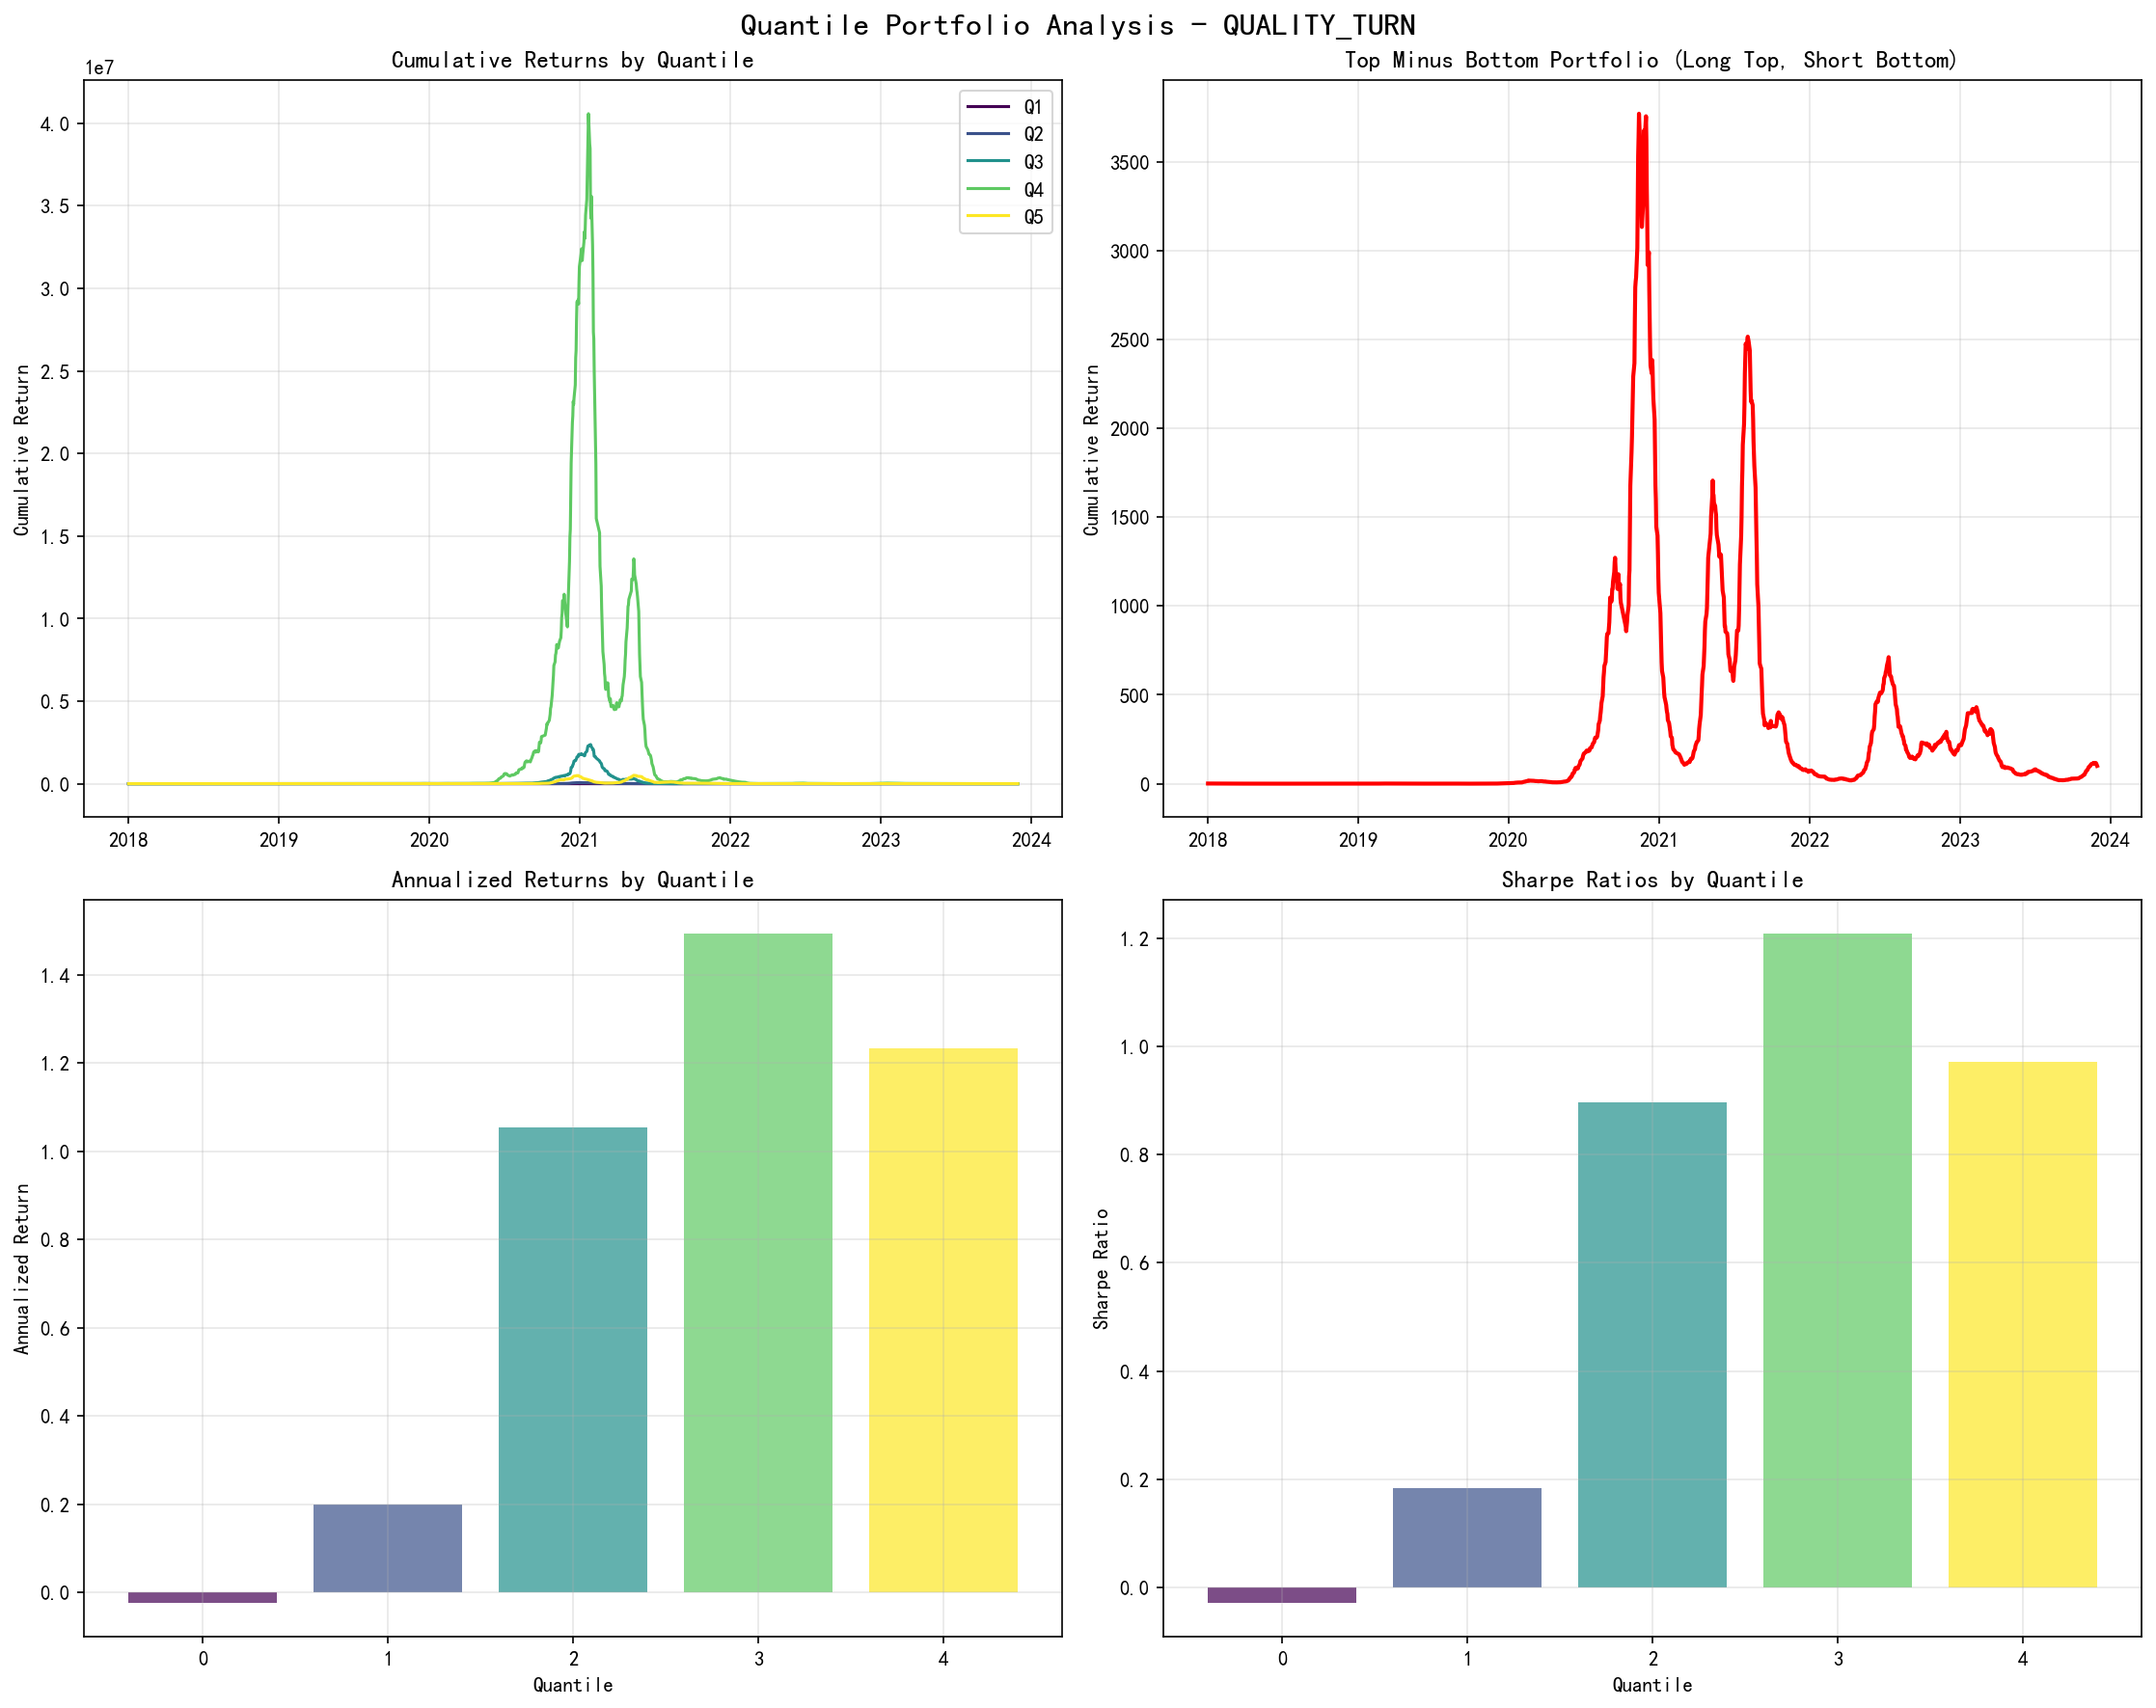 Quantile Portfolio Analysis - QUALITY_TURN
Cumulative Returns by Quantile
1e7
Cumulative Return
4.0
3.5
3.0
2.5
2.0
1.5
1.0
0.5
0.0
2018 2019 2020 2021 2022 2023 2024
Q1
Q2
Q3
Q4
Q5
Top Minus Bottom Portfolio (Long Top, Short Bottom)
Cumulative Return
3500
3000
2500
2000
1500
1000
500
0
2018 2019 2020 2021 2022 2023 2024
Annualized Returns by Quantile
Annualized Return
1.4
1.2
1.0
0.8
0.6
0.4
0.2
0.0
0 1 2 3 4
Quantile
Sharpe Ratios by Quantile
Sharpe Ratio
1.2
1.0
0.8
0.6
0.4
0.2
0.0
0 1 2 3 4
Quantile